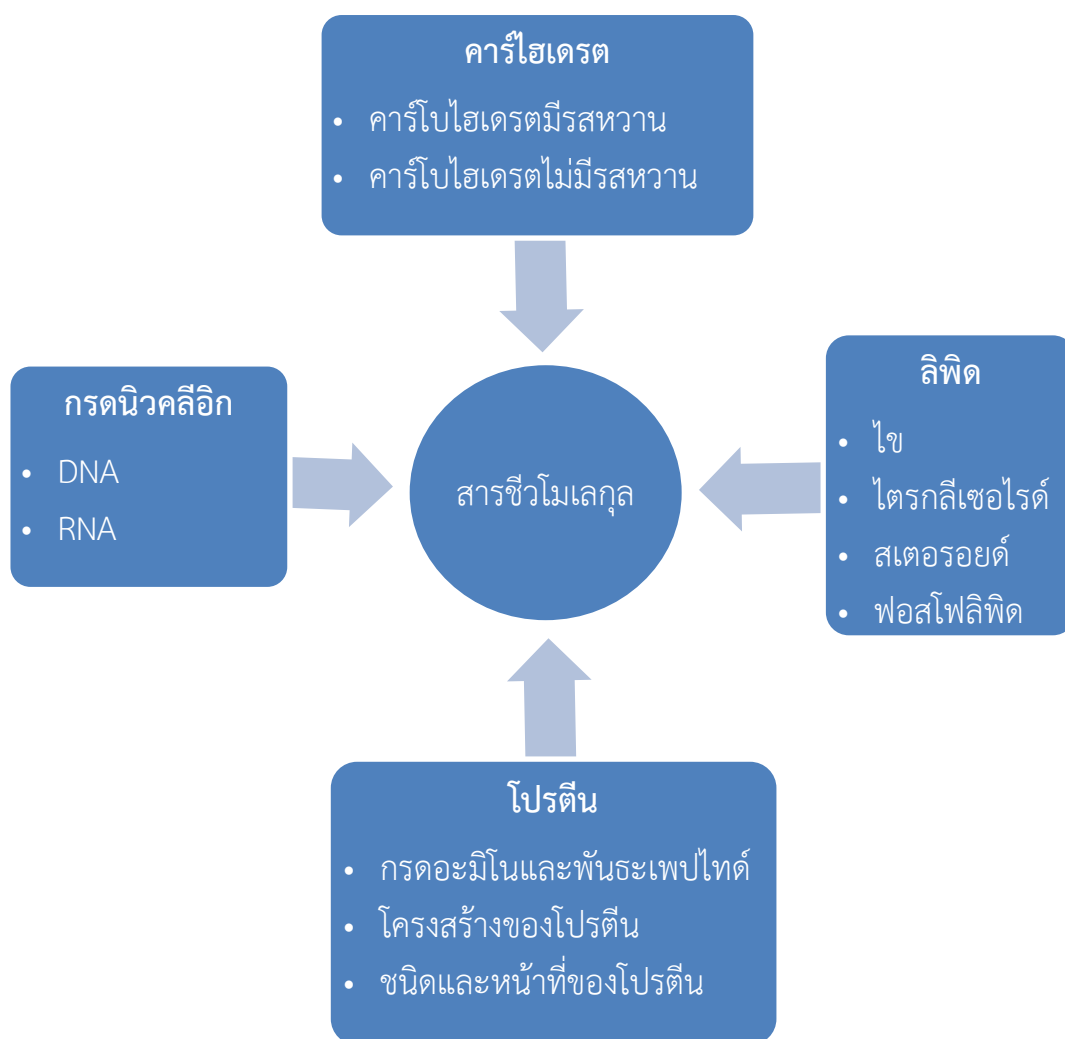 คาร์ไฮเดรต
• คาร์โบไฮเดรตมีรสหวาน
• คาร์โบไฮเดรตไม่มีรสหวาน
กรดนิวคลีอิก
• DNA
• RNA
สารชีวโมเลกุล
ลิพิด
• ไข
• ไตรกลีเซอไรด์
• สเตอรอยด์
• ฟอสโฟลิพิด
โปรตีน
• กรดอะมิโนและพันธะเพปไทด์
• โครงสร้างของโปรตีน
• ชนิดและหน้าที่ของโปรตีน